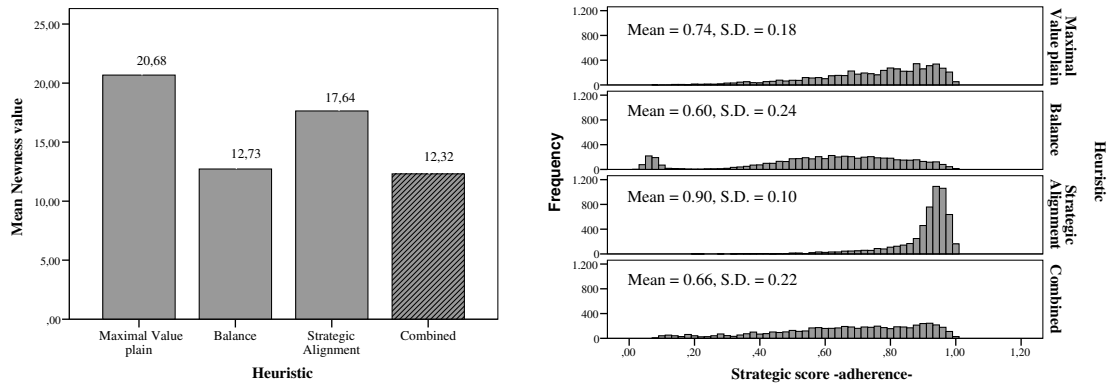 Mean Newness value
25,00
20,00
15,00
10,00
5,00
,00
20,68
12,73
17,64
12,32
Maximal Value
plain
Balance
Strategic
Alignment
Combined
Heuristic
Frequency
1.200
800
400
0
Mean = 0.74, S.D. = 0.18
Maximal
Value plain
1.200
800
400
0
Mean = 0.60, S.D. = 0.24
Balance
1.200
800
400
0
Mean = 0.90, S.D. = 0.10
Strategic
Alignment
1.200
800
400
0
Mean = 0.66, S.D. = 0.22
Combined
Heuristic
,00
,20
,40
,60
,80
1,00
1,20
Strategic score -adherence-